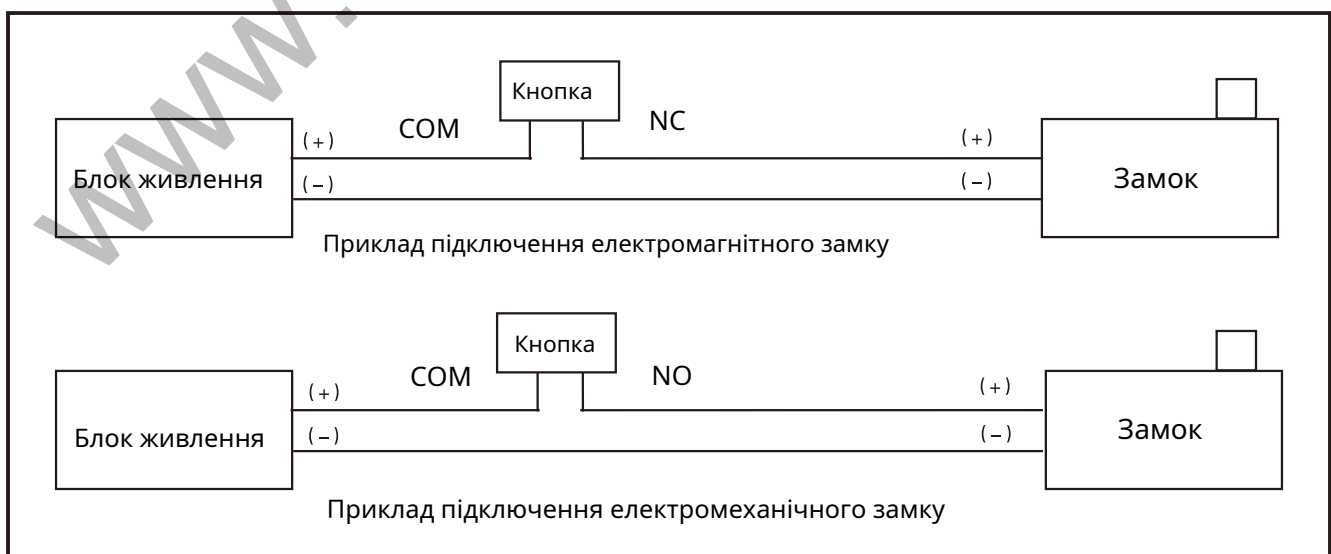 www.
Кнопка
COM
NC
(+)
(+)
Блок живлення
(-)
(-)
Замок
Приклад підключення електромагнітного замку
Кнопка
COM
NO
(+)
(+)
Блок живлення
(-)
(-)
Замок
Приклад підключення електромеханічного замку